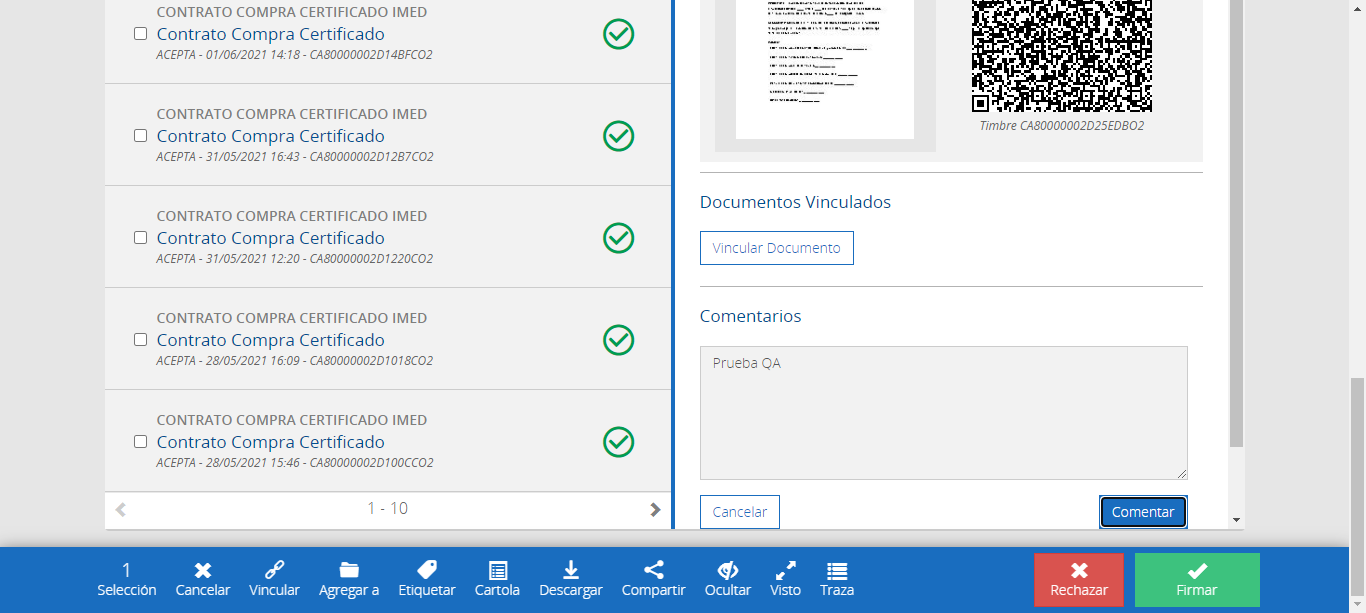 CONTRATO COMPRA CERTIFICADO IMED
Contrato Compra Certificado
ACEPTA - 01/06/2021 14:18 - CA80000002D14BFCO2
CONTRATO COMPRA CERTIFICADO IMED
Contrato Compra Certificado
ACEPTA - 31/05/2021 16:43 - CA80000002D12B7CO2
CONTRATO COMPRA CERTIFICADO IMED
Contrato Compra Certificado
ACEPTA - 31/05/2021 12:20 - CA80000002D1220CO2
CONTRATO COMPRA CERTIFICADO IMED
Contrato Compra Certificado
ACEPTA - 28/05/2021 16:09 - CA80000002D1018CO2
CONTRATO COMPRA CERTIFICADO IMED
Contrato Compra Certificado
ACEPTA - 28/05/2021 15:46 - CA80000002D100CCO2
1 - 10
Timbre CA80000002D25EDBO2
Documentos Vinculados
Vincular Documento
Comentarios
Prueba QA
Cancelar
Comentar
1
Selección
Cancelar
Vincular
Agregar a
Etiquetar
Cartola
Descargar
Compartir
Ocultar
Visto
Traza
Rechazar
Firmar